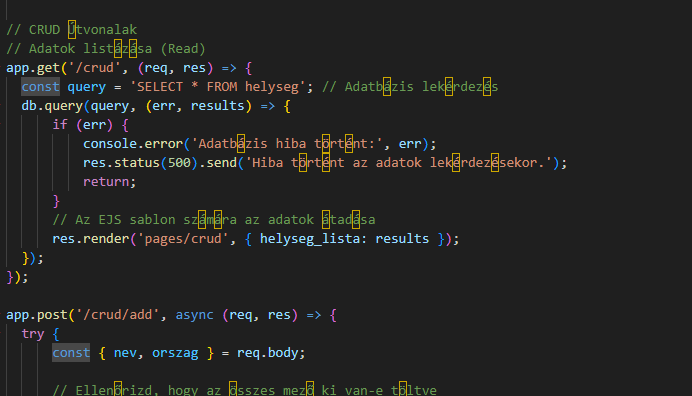 // CRUD Útvonalak
// Adatok listázása (Read)
app.get('/crud', (req, res) => {
  const query = 'SELECT * FROM helyseg'; // Adatbázis lekérdezés
  db.query(query, (err, results) => {
      if (err) {
          console.error('Adatbázis hiba történt:', err);
          res.status(500).send('Hiba történt az adatok lekérdezésekor.');
          return;
      }
      // Az EJS sablon számára az adatok átadása
      res.render('pages/crud', { helyseg_lista: results });
  });
});
app.post('/crud/add', async (req, res) => {
  try {
      const { nev, orszag } = req.body;
      // Ellenőrizd, hogy az összes mező ki van-e töltve